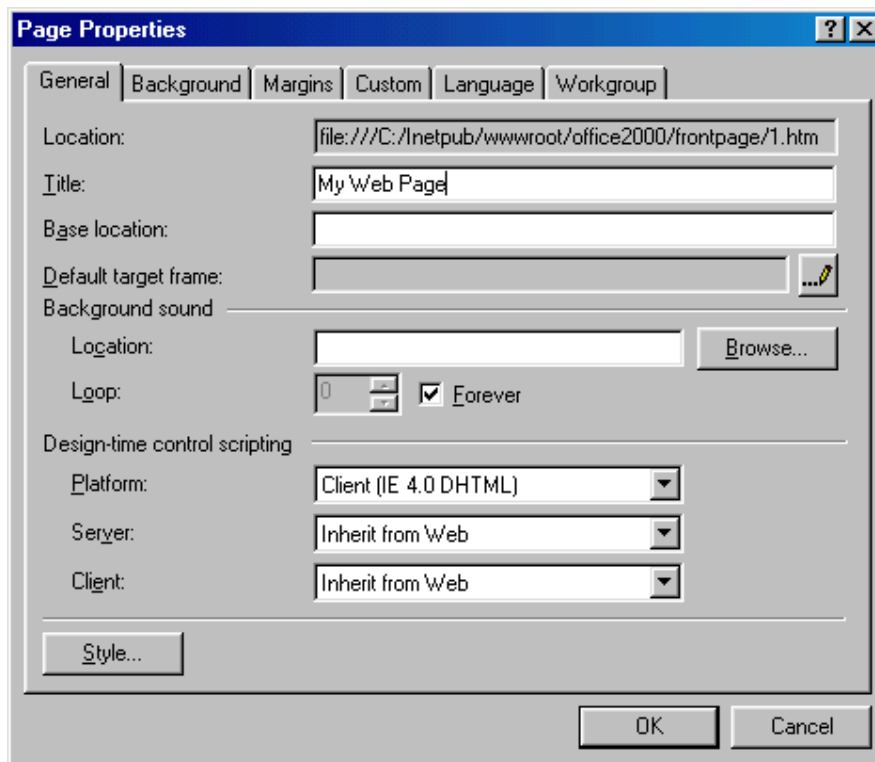 Page Properties
General Background Margins Custom Language Workgroup
Location: file:///C:/Inetpub/wwwroot/office2000/frontpage/1.htm
Title: My Web Page
Base location:
Default target frame: ...
Background sound
Location: Browse...
Loop: 0 Forever
Design-time control scripting
Platform: Client (IE 4.0 DHTML)
Server: Inherit from Web
Client: Inherit from Web
Style...
OK Cancel